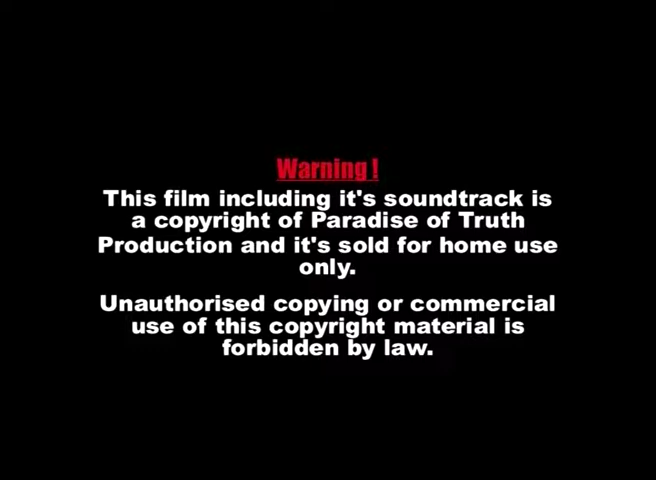 Warning !
This film including it's soundtrack is
a copyright of Paradise of Truth
Production and it's sold for home use
only.
Unauthorised copying or commercial
use of this copyright material is
forbidden by law.